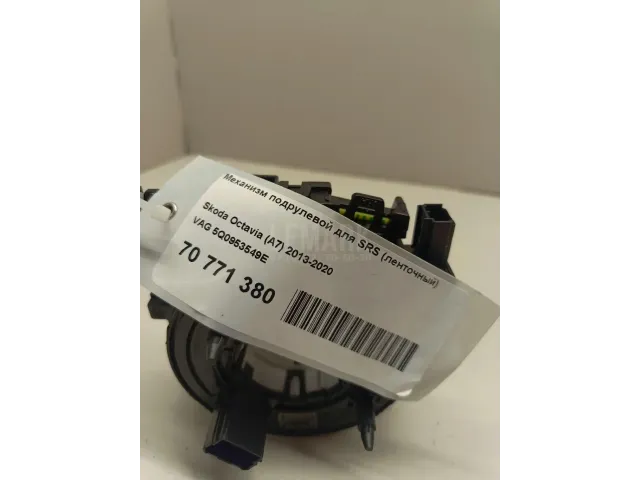 Механизм подрулевой для SRS (ленточный)
Skoda Octavia (A7) 2013-2020
VAG 5Q0953549E
70 771 380